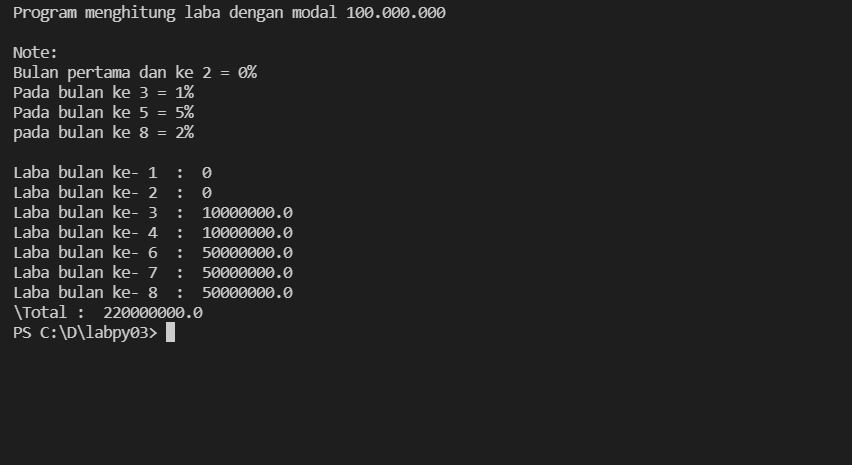 Program menghitung laba dengan modal 100.000.000
Note:
Bulan pertama dan ke 2 = 0%
Pada bulan ke 3 = 1%
Pada bulan ke 5 = 5%
pada bulan ke 8 = 2%
Laba bulan ke- 1  :  0
Laba bulan ke- 2  :  0
Laba bulan ke- 3  :  10000000.0
Laba bulan ke- 4  :  10000000.0
Laba bulan ke- 6  :  50000000.0
Laba bulan ke- 7  :  50000000.0
Laba bulan ke- 8  :  50000000.0
\Total :  220000000.0
PS C:\D\labpy03>